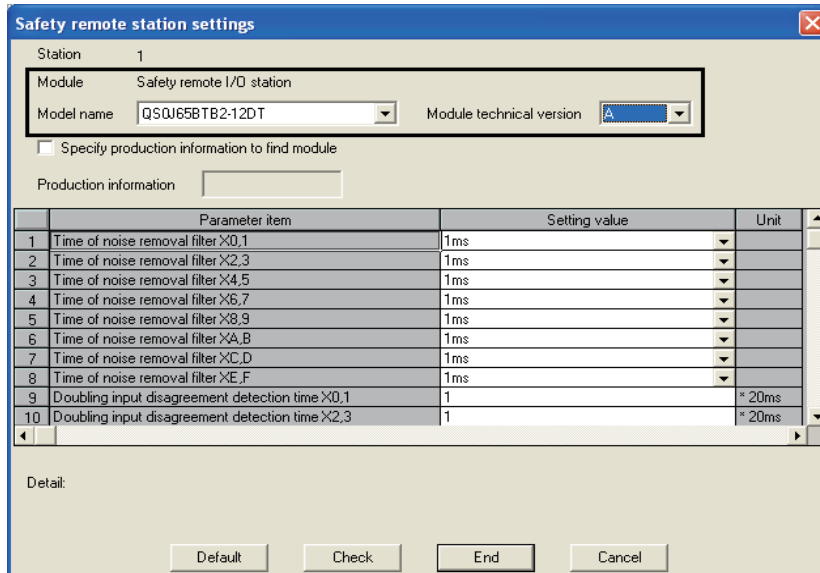 Safety remote station settings
Station 1
Module Safety remote I/O station
Model name QS0J65BTB2-12DT Module technical version A
Specify production information to find module
Production information
Parameter item Setting value Unit
1 Time of noise removal filter X0,1 1ms
2 Time of noise removal filter X2,3 1ms
3 Time of noise removal filter X4,5 1ms
4 Time of noise removal filter X6,7 1ms
5 Time of noise removal filter X8,9 1ms
6 Time of noise removal filter XA,B 1ms
7 Time of noise removal filter XC,D 1ms
8 Time of noise removal filter XE,F 1ms
9 Doubling input disagreement detection time X0,1 1 * 20ms
10 Doubling input disagreement detection time X2,3 1 * 20ms
Detail:
Default Check End Cancel